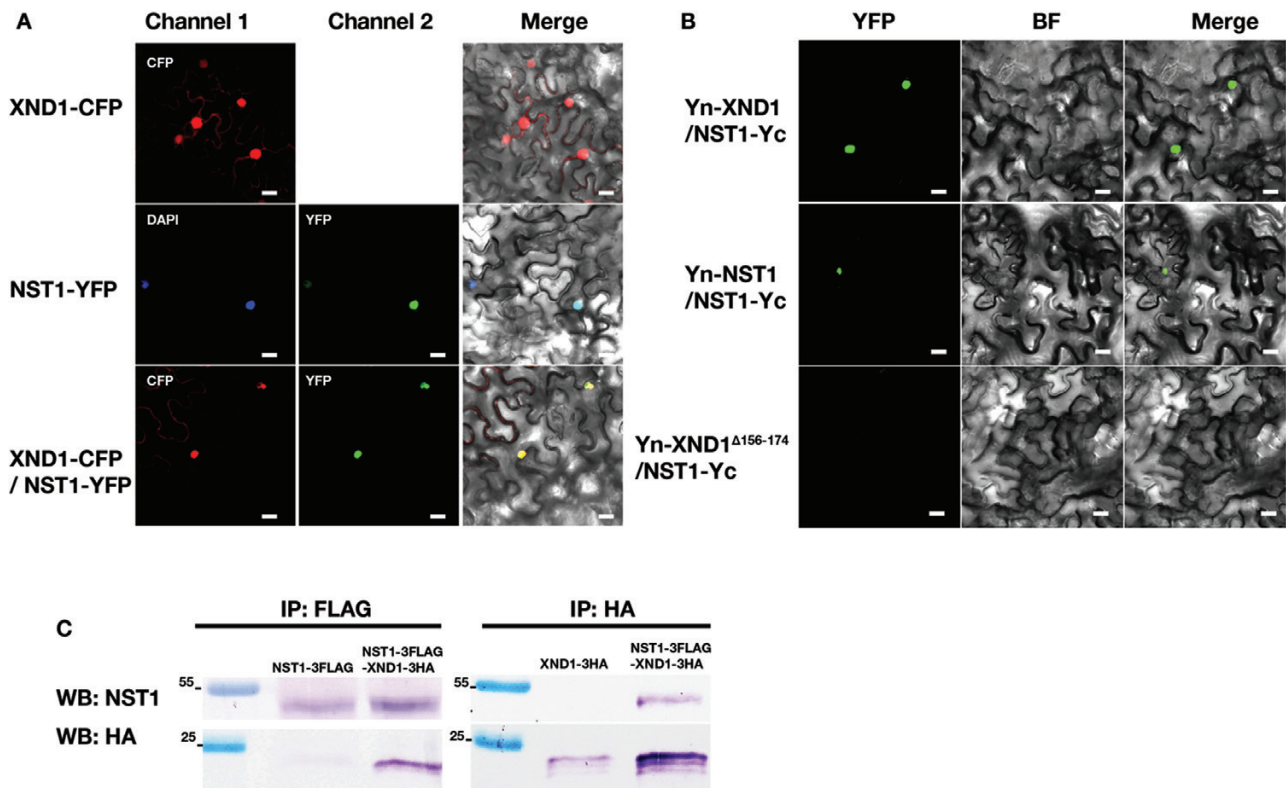 A
Channel 1
Channel 2
Merge
XND1-CFP
CFP
NST1-YFP
DAPI
YFP
XND1-CFP
/ NST1-YFP
CFP
YFP
B
YFP
BF
Merge
Yn-XND1
/NST1-Yc
Yn-NST1
/NST1-Yc
Yn-XND1Δ156-174
/NST1-Yc
C
IP: FLAG
IP: HA
NST1-3FLAG
NST1-3FLAG
-XND1-3HA
XND1-3HA
NST1-3FLAG
-XND1-3HA
WB: NST1
55
55
WB: HA
25
25